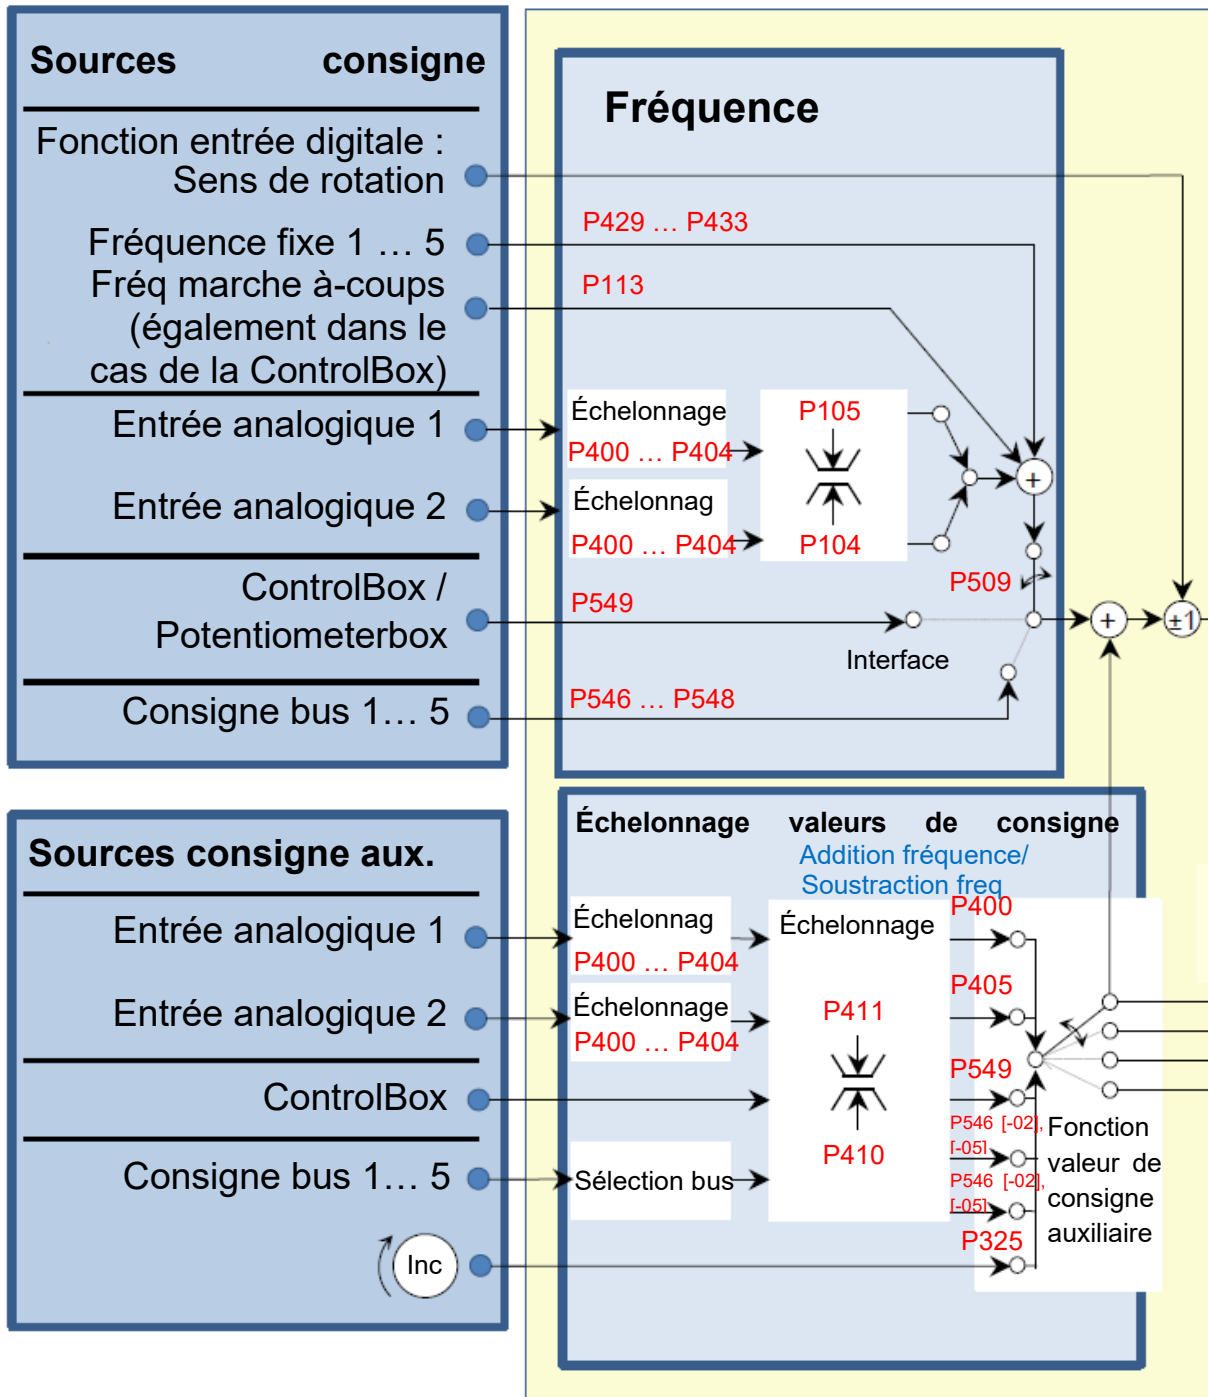 Sources consigne
Fonction entrée digitale :
Sens de rotation
Fréquence fixe 1 … 5
Fréq marche à-coups
(également dans le
cas de la ControlBox)
Entrée analogique 1
Entrée analogique 2
ControlBox /
Potentiometerbox
Consigne bus 1… 5
Fréquence
P429 … P433
P113
Échelonnage
P400 … P404
Échelonnag
P400 … P404
P105
P104
+
P509
P549
Interface
P546 … P548
+
±1
Sources consigne aux.
Entrée analogique 1
Entrée analogique 2
ControlBox
Consigne bus 1… 5
Inc
Échelonnage valeurs de consigne
Addition fréquence/
Soustraction freq
Échelonnag
P400 … P404
Échelonnage
P400 … P404
Sélection bus
Échelonnage
P411
P410
P400
P405
P549
P546 [-02],
[-05]
P546 [-02],
[-05]
P325
Fonction
valeur de
consigne
auxiliaire